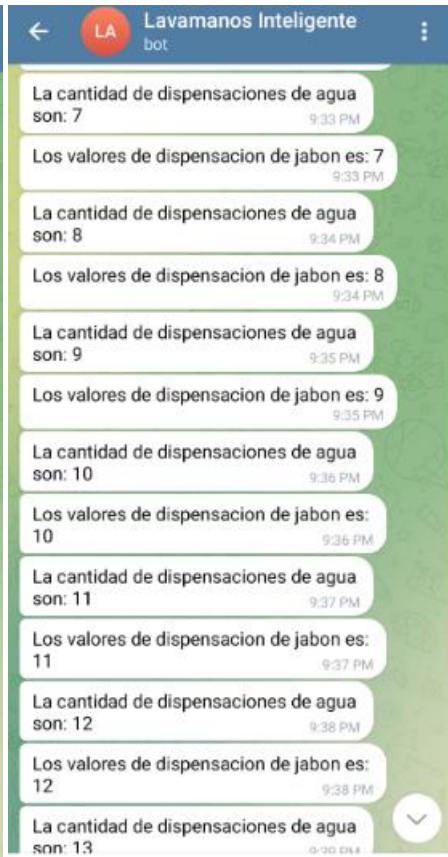 Lavamanos Inteligente
LA
bot
La cantidad de dispensaciones de agua
son: 7
9:33 PM
Los valores de dispensacion de jabon es: 7
9:33 PM
La cantidad de dispensaciones de agua
son: 8
9:34 PM
Los valores de dispensacion de jabon es: 8
9:34 PM
La cantidad de dispensaciones de agua
son: 9
9:35 PM
Los valores de dispensacion de jabon es: 9
9:35 PM
La cantidad de dispensaciones de agua
son: 10
9:36 PM
Los valores de dispensacion de jabon es:
10
9:36 PM
La cantidad de dispensaciones de agua
son: 11
9:37 PM
Los valores de dispensacion de jabon es:
11
9:37 PM
La cantidad de dispensaciones de agua
son: 12
9:38 PM
Los valores de dispensacion de jabon es:
12
9:38 PM
La cantidad de dispensaciones de agua
son: 13
9:39 PM